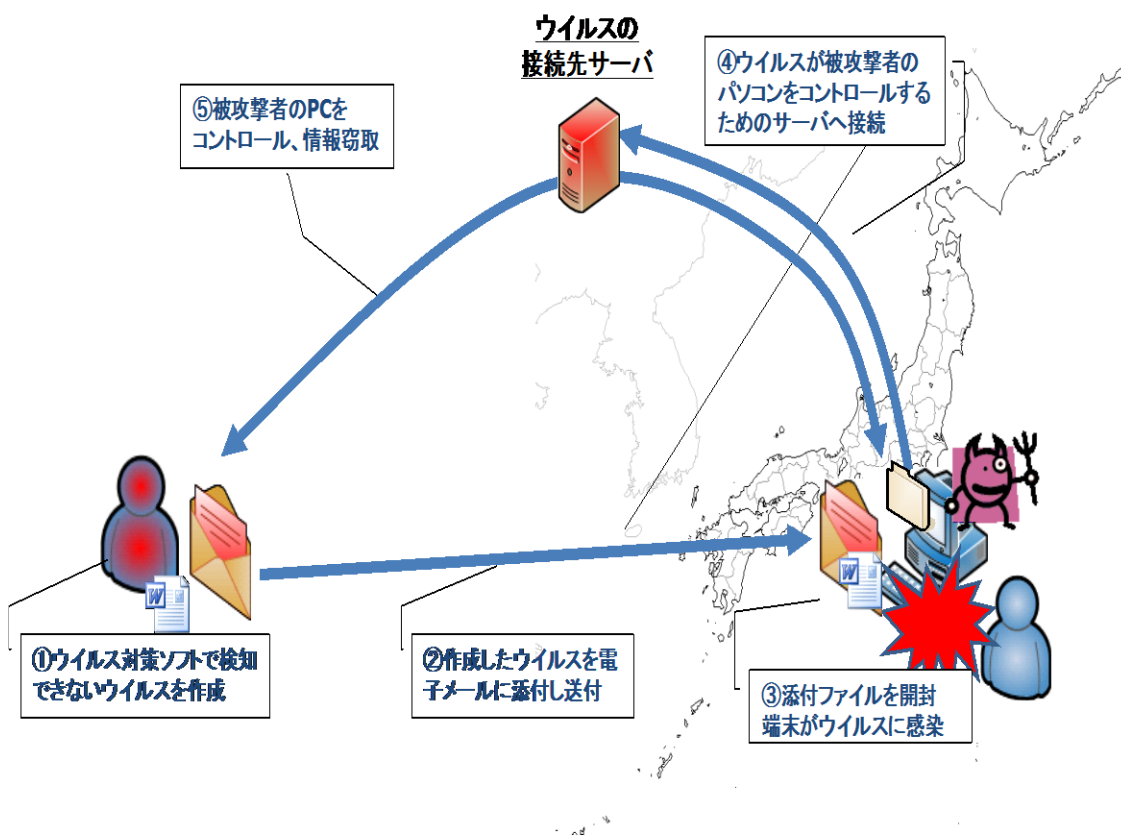 ウイルスの
接続先サーバ
④ウイルスが被攻撃者の
パソコンをコントロールする
ためのサーバへ接続
⑤被攻撃者のPCを
コントロール、情報窃取
①ウイルス対策ソフトで検知
できないウイルスを作成
②作成したウイルスを電
子メールに添付し送付
③添付ファイルを開封
端末がウイルスに感染
W
W